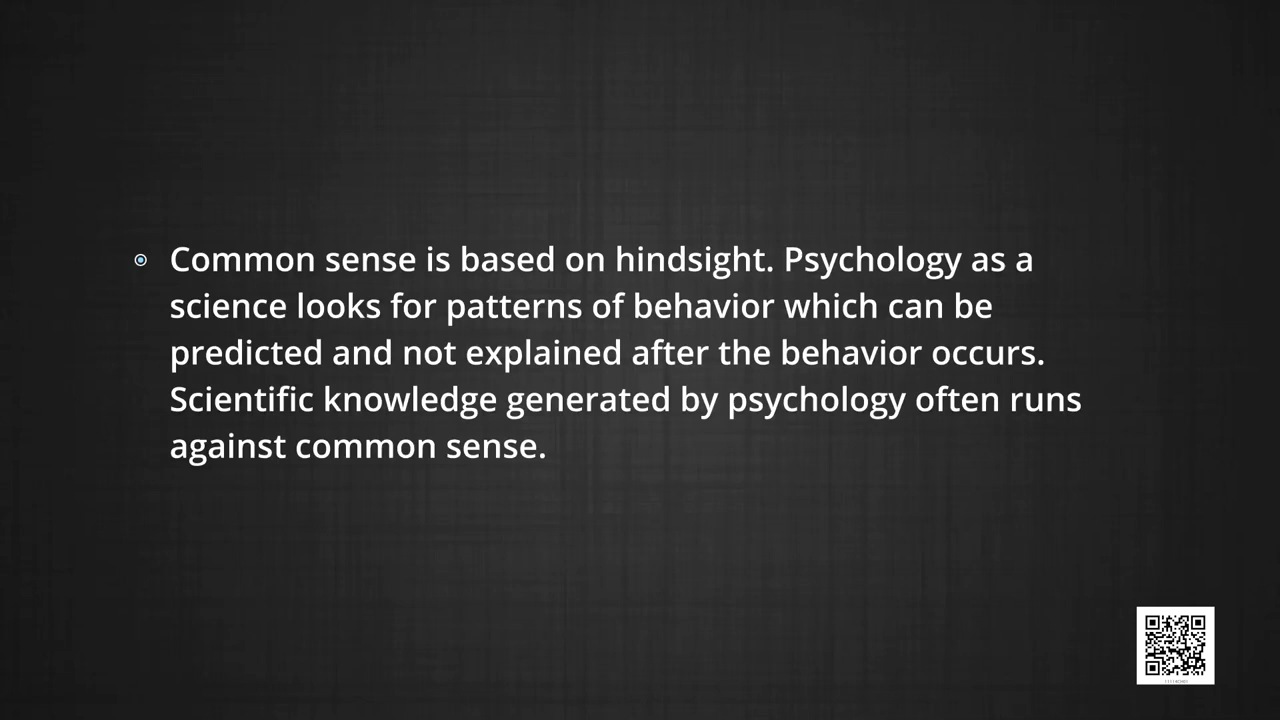 Common sense is based on hindsight. Psychology as a
science looks for patterns of behavior which can be
predicted and not explained after the behavior occurs.
Scientific knowledge generated by psychology often runs
against common sense.